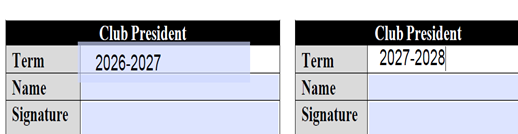 Club President
Term 2026-2027
Name
Signature
Club President
Term 2027-2028
Name
Signature